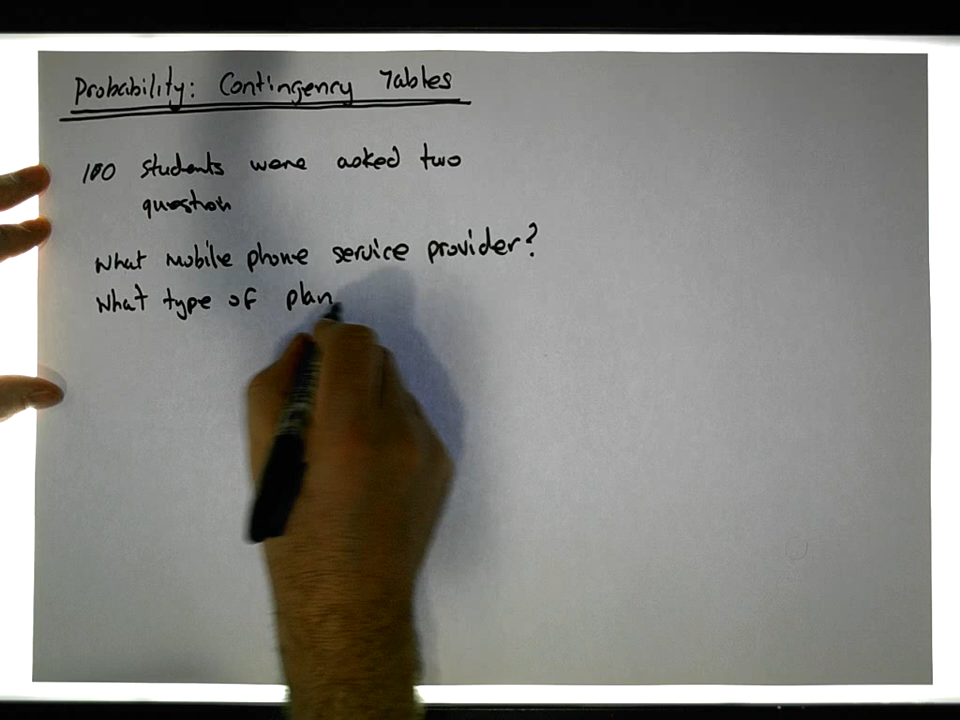 Probability: Contingency Tables
100 students were asked two
question
What mobile phone service provider?
What type of plan